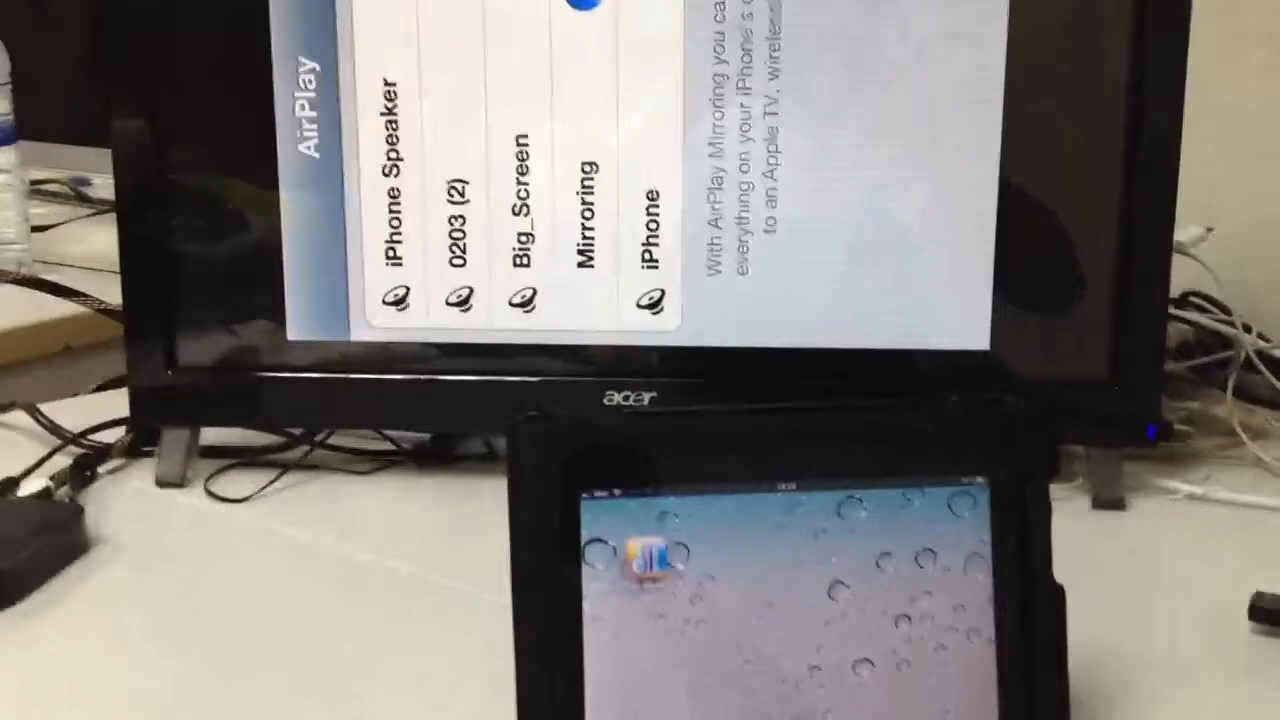 AirPlay
iPhone Speaker
0203 (2)
Big_Screen
Mirroring
iPhone
With AirPlay Mirroring you ca
everything on your iPhone's
to an Apple TV, wireles
acer